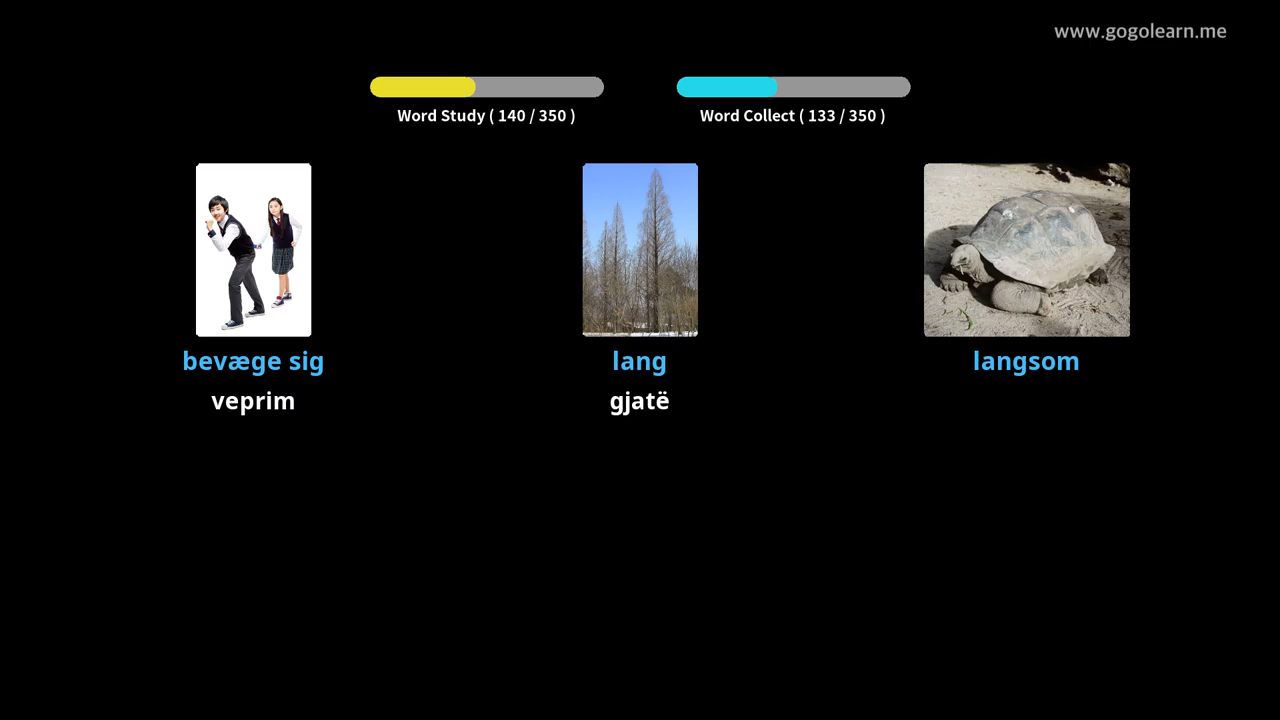 www.gogolearn.me
Word Study ( 140 / 350 )
Word Collect ( 133 / 350 )
bevæge sig
veprim
lang
gjatë
langsom